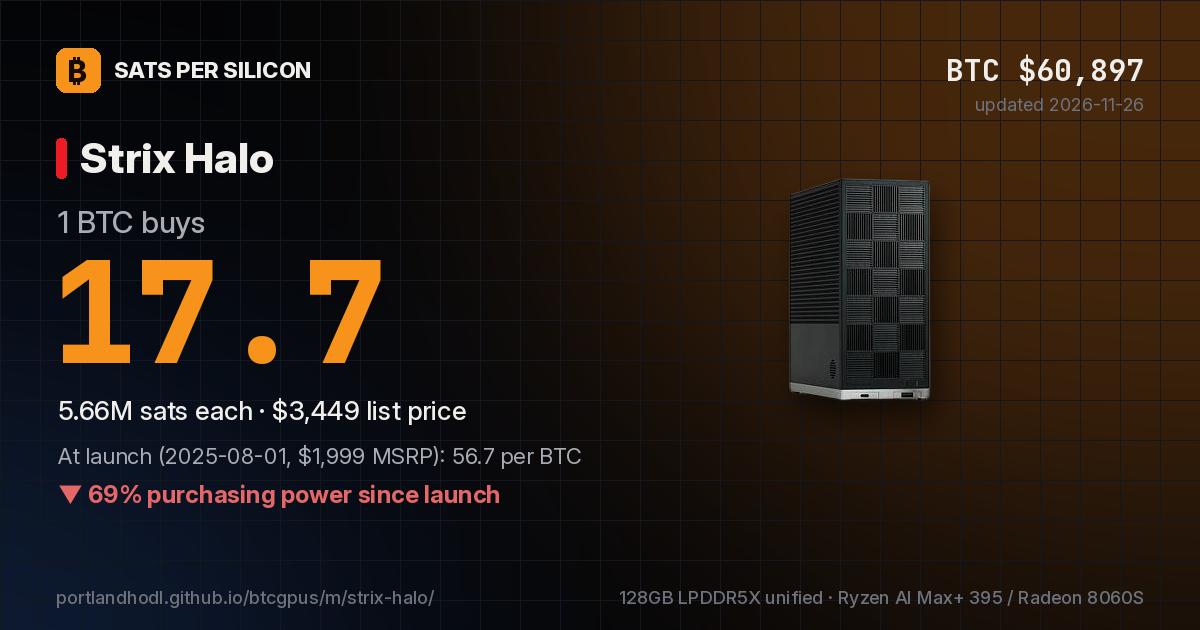 ₿ SATS PER SILICON
BTC $60,897
updated 2026-11-26
Strix Halo
1 BTC buys
17.7
5.66M sats each · $3,449 list price
At launch (2025-08-01, $1,999 MSRP): 56.7 per BTC
▼ 69% purchasing power since launch
portlandhodl.github.io/btcgpus/m/strix-halo/
128GB LPDDR5X unified · Ryzen AI Max+ 395 / Radeon 8060S